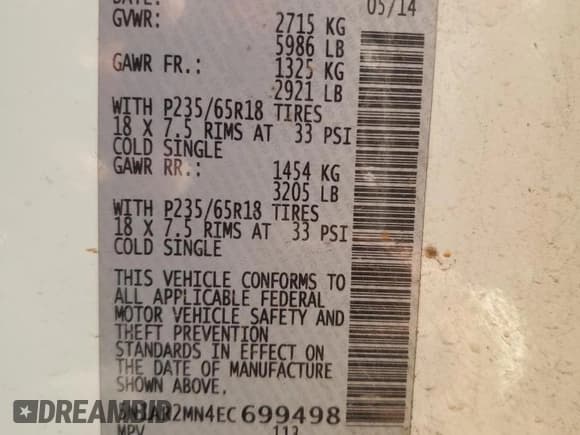 05/14
GVWR: 2715 KG
5986 LB
GAWR FR.: 1325 KG
2921 LB
WITH P235/65R18 TIRES
18 X 7.5 RIMS AT 33 PSI
COLD SINGLE
GAWR RR.: 1454 KG
3205 LB
WITH P235/65R18 TIRES
18 X 7.5 RIMS AT 33 PSI
COLD SINGLE
THIS VEHICLE CONFORMS TO
ALL APPLICABLE FEDERAL
MOTOR VEHICLE SAFETY AND
THEFT PREVENTION
STANDARDS IN EFFECT ON
THE DATE OF MANUFACTURE
SHOWN ABOVE.
5N1AR2MN4EC699498
MPV 113
DREAMBID